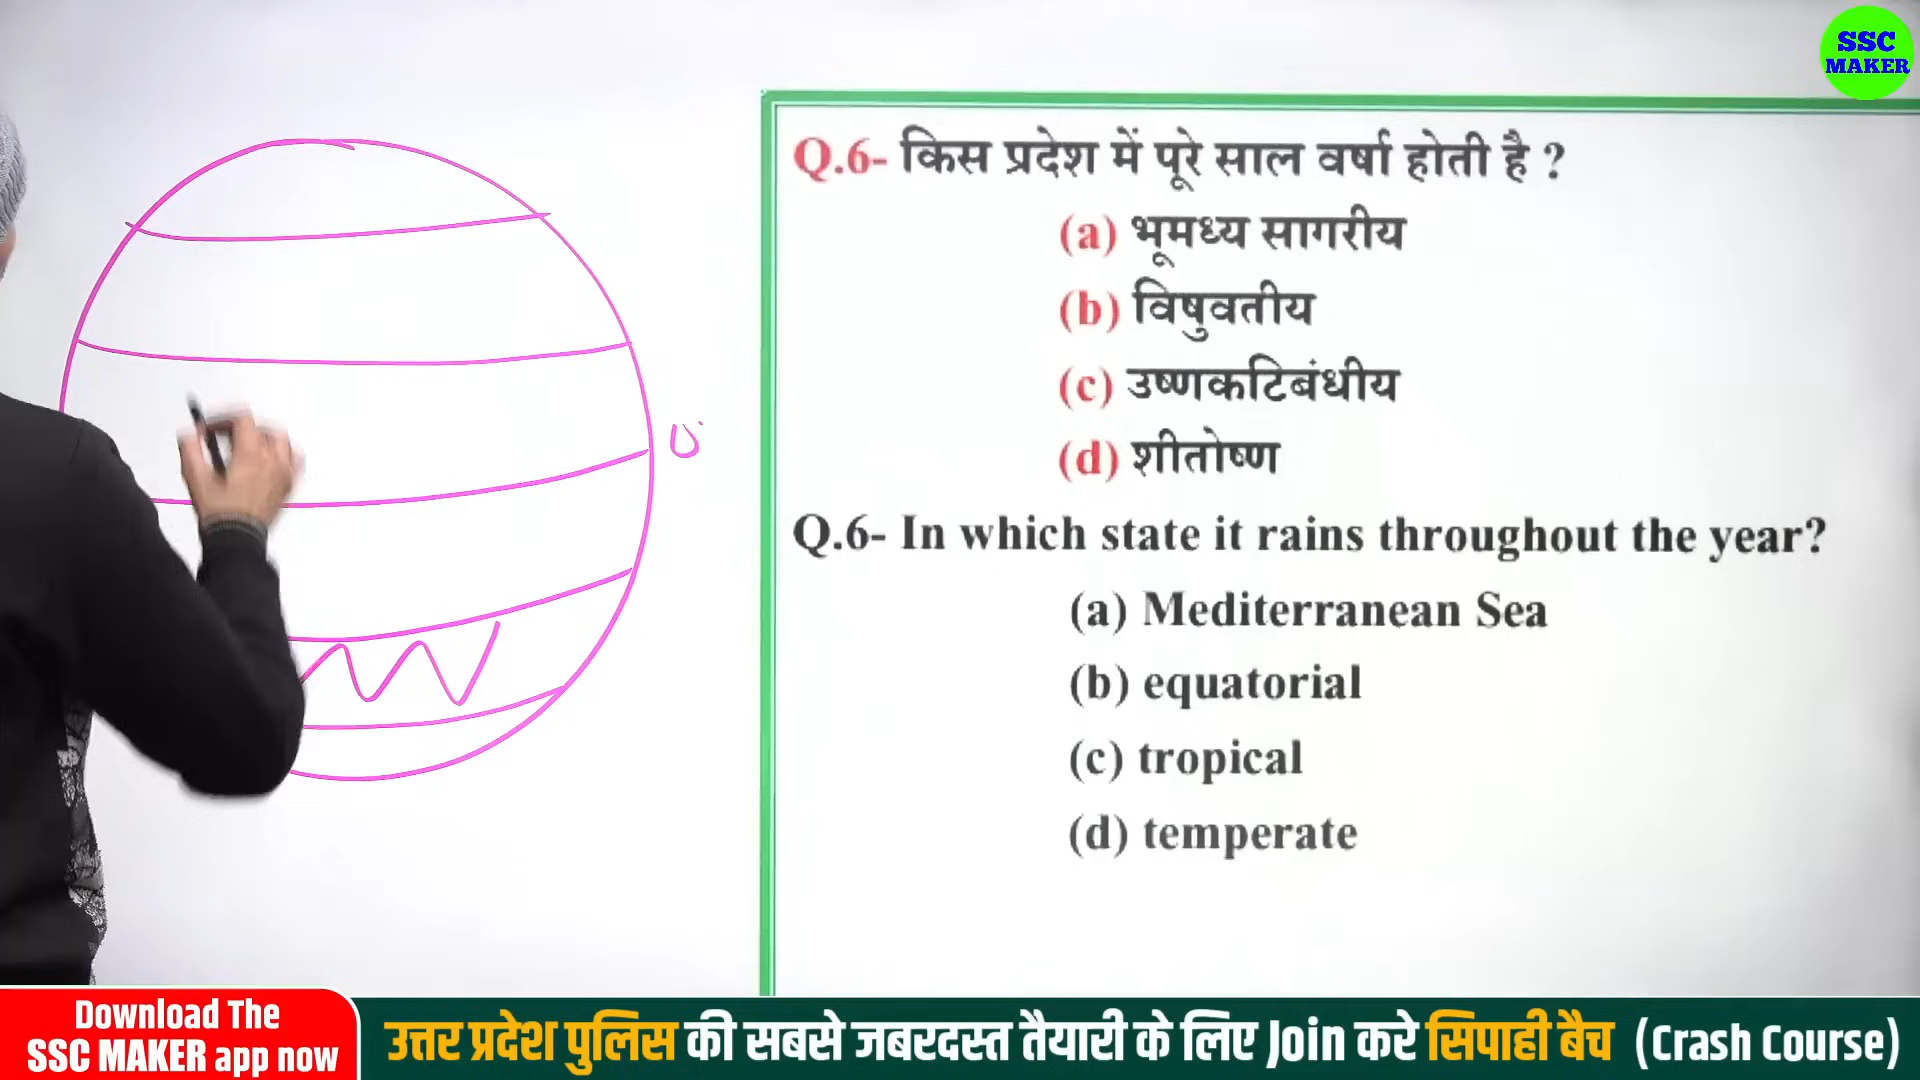 SSC
MAKER
Q.6- किस प्रदेश में पूरे साल वर्षा होती है ?
(a) भूमध्य सागरीय
(b) विषुवतीय
(c) उष्णकटिबंधीय
(d) शीतोष्ण
Q.6- In which state it rains throughout the year?
(a) Mediterranean Sea
(b) equatorial
(c) tropical
(d) temperate
0°
Download The
SSC MAKER app now
उत्तर प्रदेश पुलिस की सबसे जबरदस्त तैयारी के लिए Join करे सिपाही बैच (Crash Course)